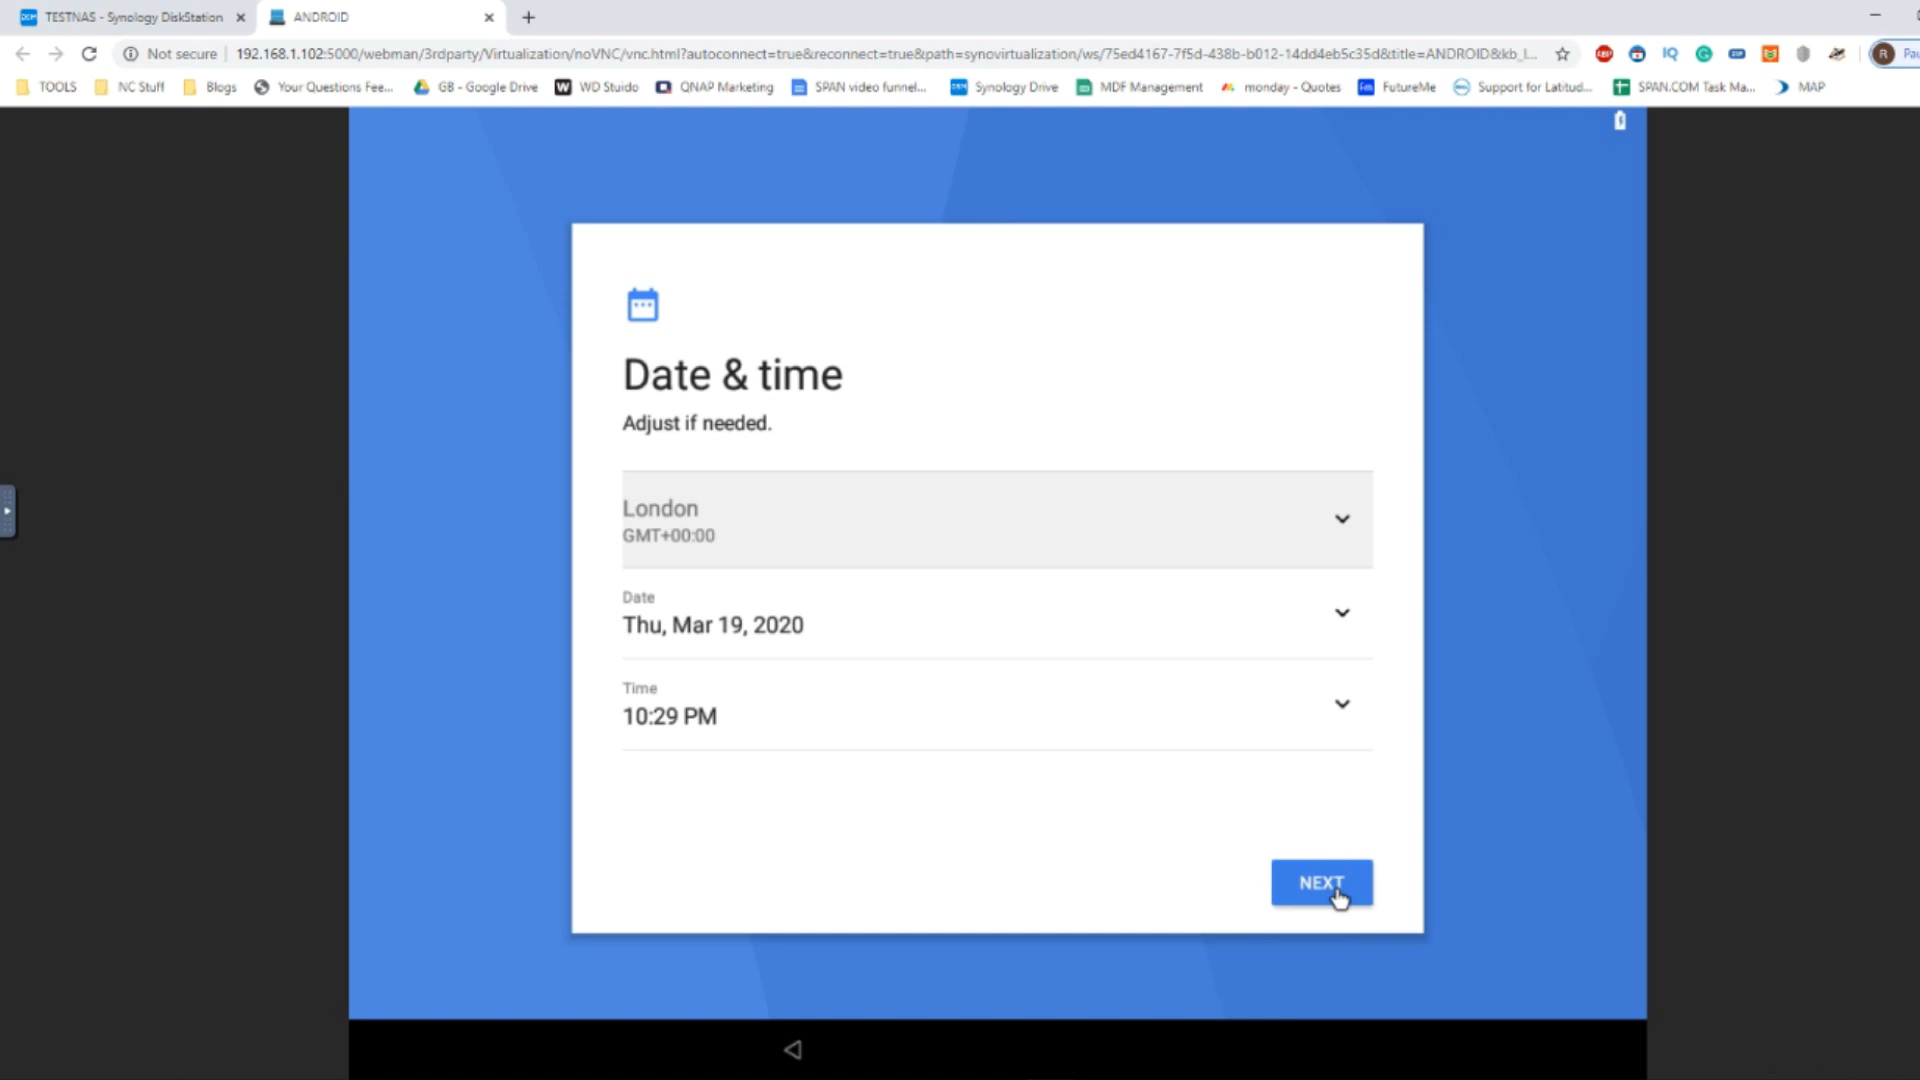 TESTNAS - Synology DiskStation
ANDROID
Not secure
192.168.1.102:5000/webman/3rdparty/Virtualization/noVNC/vnc.html?autoconnect=true&reconnect=true&path=synovirtualization/ws/75ed4167-7f5d-438b-b012-14dd4eb5c35d&title=ANDROID&kb_l...
ABP
IQ
R
Pau
TOOLS
NC Stuff
Blogs
Your Questions Fee...
GB - Google Drive
W
WD Stuido
QNAP Marketing
SPAN video funnel...
Synology Drive
MDF Management
monday - Quotes
FutureMe
Support for Latitud...
SPAN.COM Task Ma...
MAP
Date & time
Adjust if needed.
London
GMT+00:00
Date
Thu, Mar 19, 2020
Time
10:29 PM
NEXT